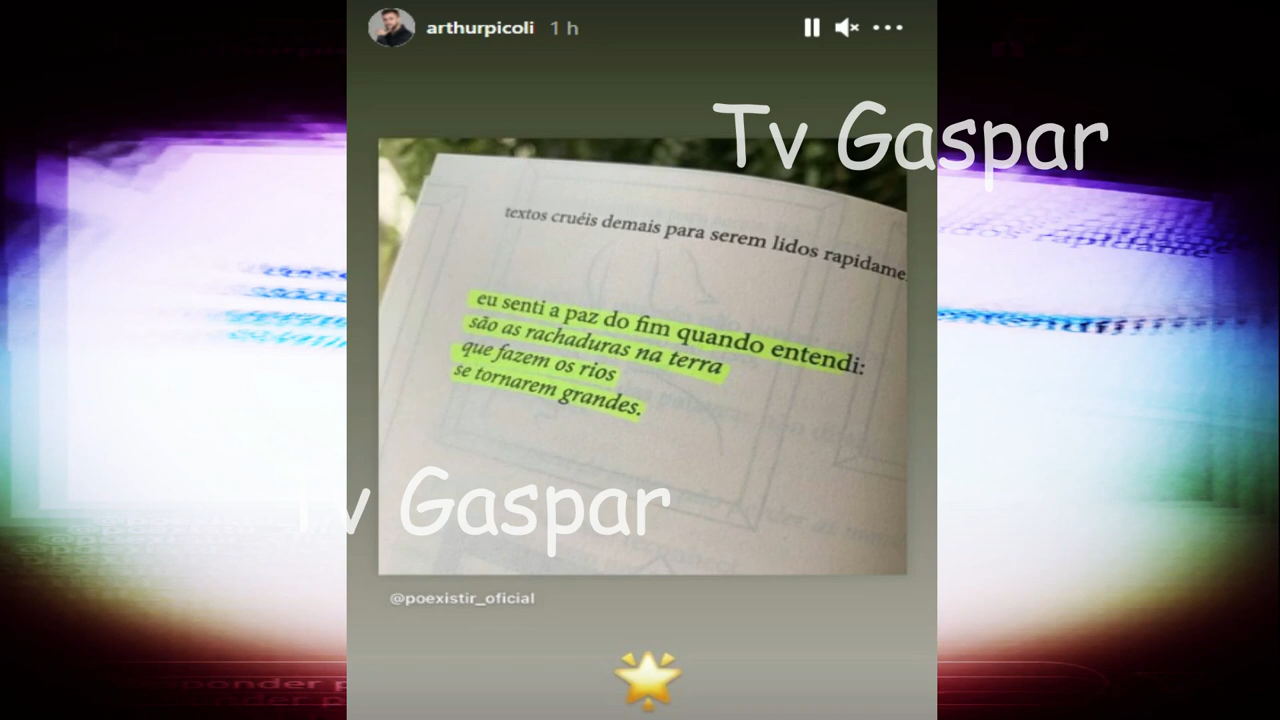 arthurpicoli 1 h
Tv Gaspar
textos cruéis demais para serem lidos rapidame
eu senti a paz do fim quando entendi:
são as rachaduras na terra
que fazem os rios
se tornarem grandes.
Tv Gaspar
@poexistir_oficial